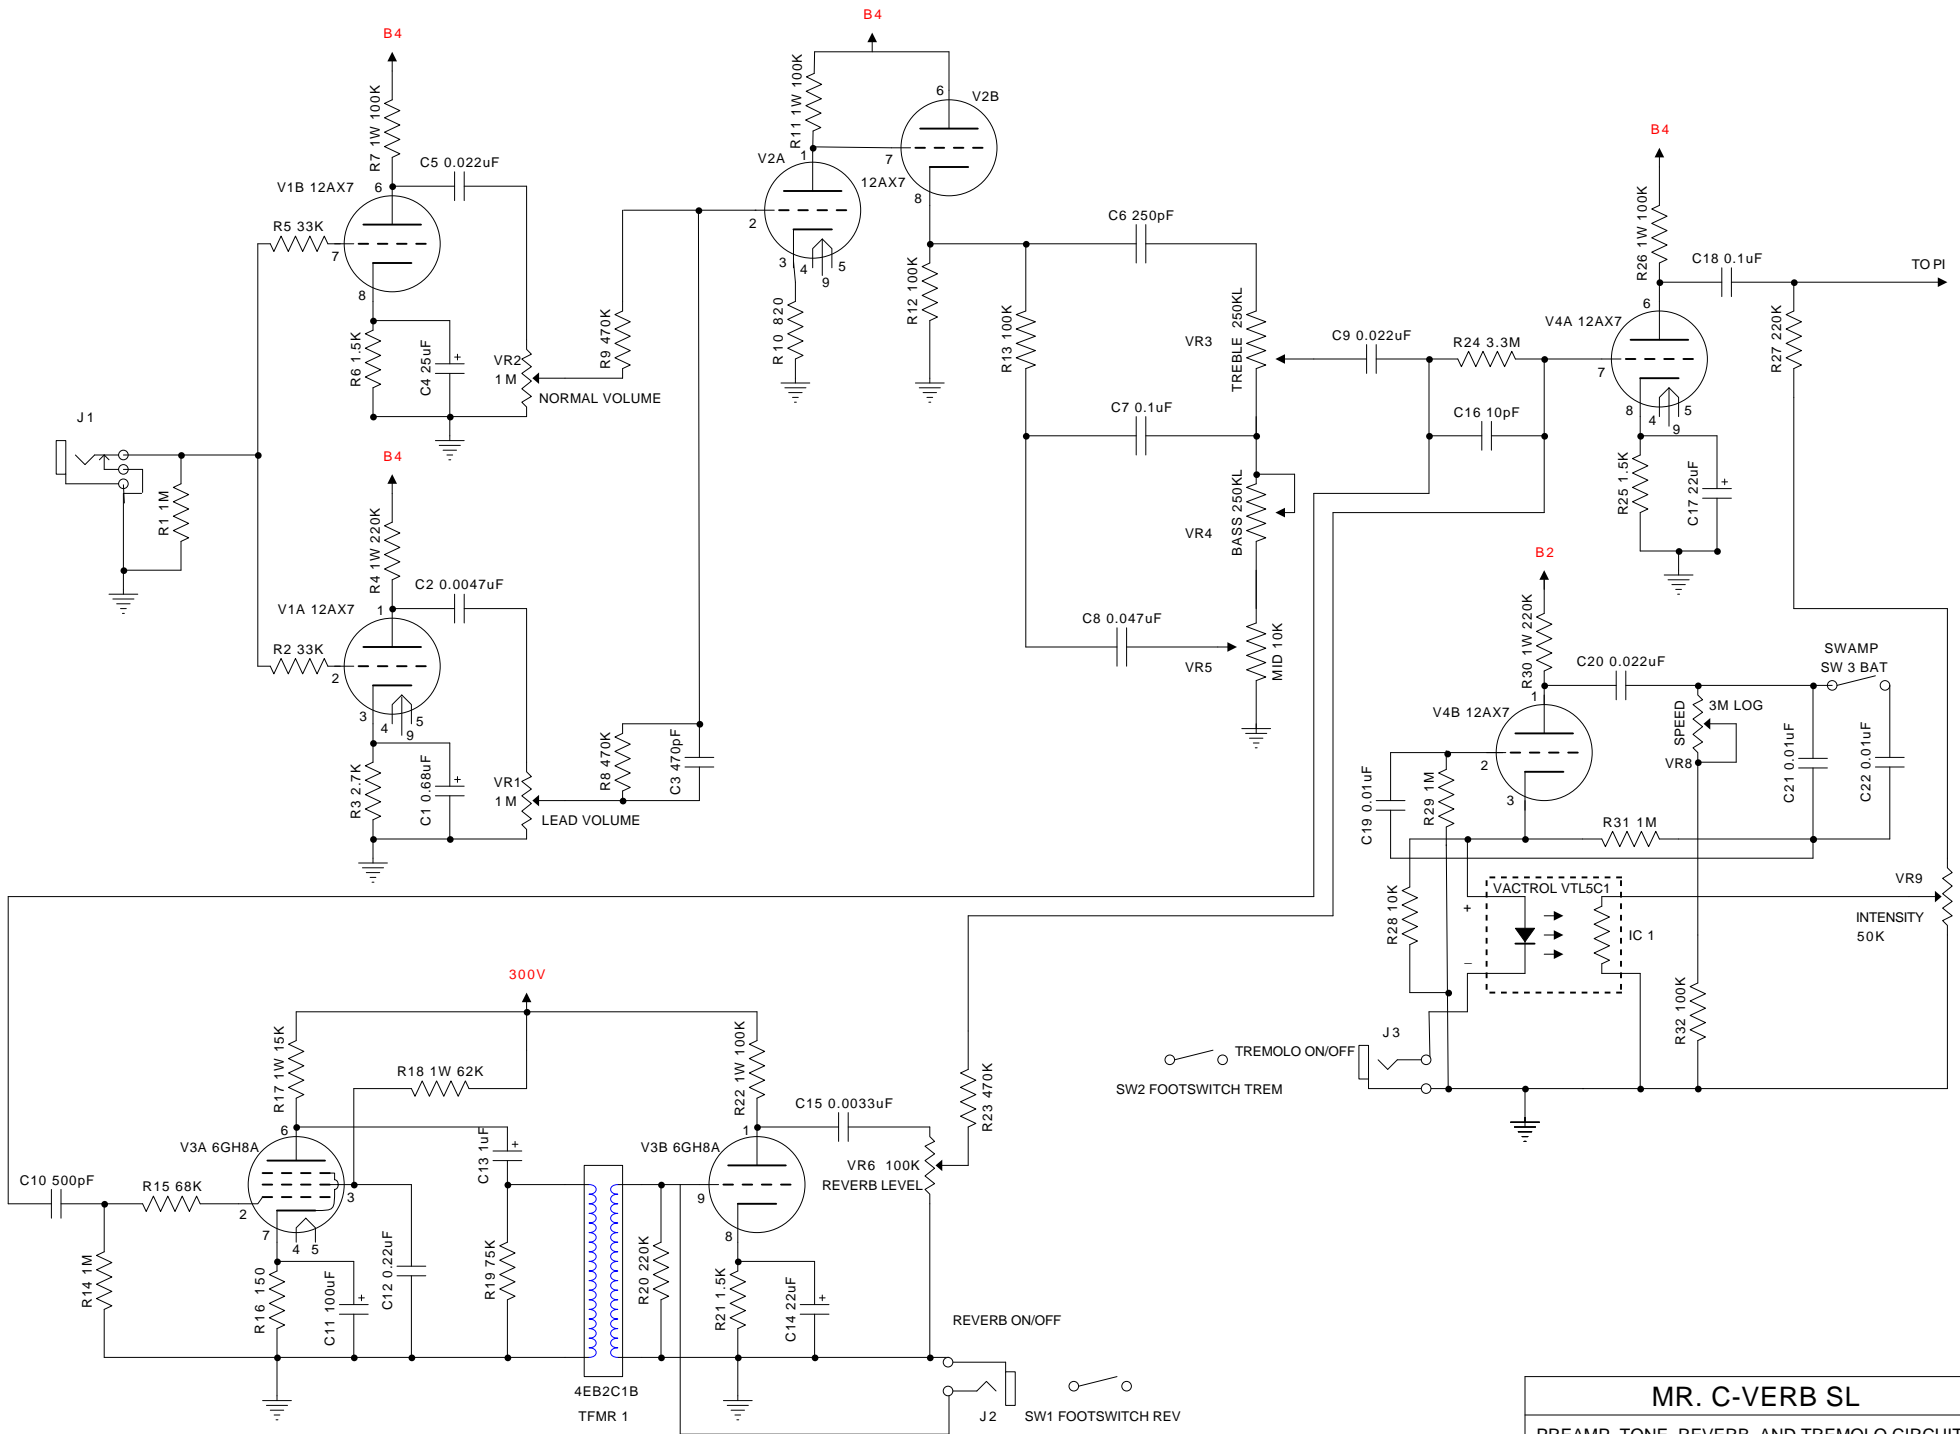 B4
B4
R7 1W 100K
R11 1W 100K
6
V2B
C5 0.022uF
V2A
1
7
12AX7
V1B 12AX7
6
B4
8
2
R5 33K
7
C6 250pF
R26 1W 100K
C18 0.1uF
TO PI
3
4
5
9
8
R12 100K
R6 1.5K
C4 25uF
+
VR2
1M
NORMAL VOLUME
R9 470K
R10 820
R13 100K
VR3
TREBLE 250KL
C9 0.022uF
R24 3.3M
V4A 12AX7
6
7
R27 220K
J1
C7 0.1uF
C16 10pF
8
4
5
9
B4
R1 1M
R4 1W 220K
VR4
BASS 250KL
R25 1.5K
C17 22uF
+
B2
C2 0.0047uF
V1A 12AX7
1
C8 0.047uF
R30 1W 220K
SWAMP
SW 3 BAT
C20 0.022uF
R2 33K
2
VR5
MID 10K
1
3
4
5
9
V4B 12AX7
SPEED
3M LOG
VR8
R3 2.7K
C1 0.68uF
+
VR1
1M
LEAD VOLUME
R8 470K
C3 470pF
C19 0.01uF
R29 1M
2
3
C21 0.01uF
C22 0.01uF
R31 1M
VACTROL VTL5C1
VR9
R28 10K
+
_
IC 1
INTENSITY
50K
300V
R17 1W 15K
R18 1W 62K
R22 1W 100K
R32 100K
J3
TREMOLO ON/OFF
SW2 FOOTSWITCH TREM
C15 0.0033uF
R23 470K
V3A 6GH8A
6
C13 1uF
+
V3B 6GH8A
1
C10 500pF
R15 68K
2
3
9
VR6 100K
REVERB LEVEL
7
4
5
8
R14 1M
R16 150
C11 100uF
+
C12 0.22uF
R19 75K
R20 220K
R21 1.5K
C14 22uF
+
REVERB ON/OFF
4EB2C1B
TFMR 1
J2
SW1 FOOTSWITCH REV
MR. C-VERB SL
PREAMP, TONE, REVERB, AND TREMOLO CIRCUIT